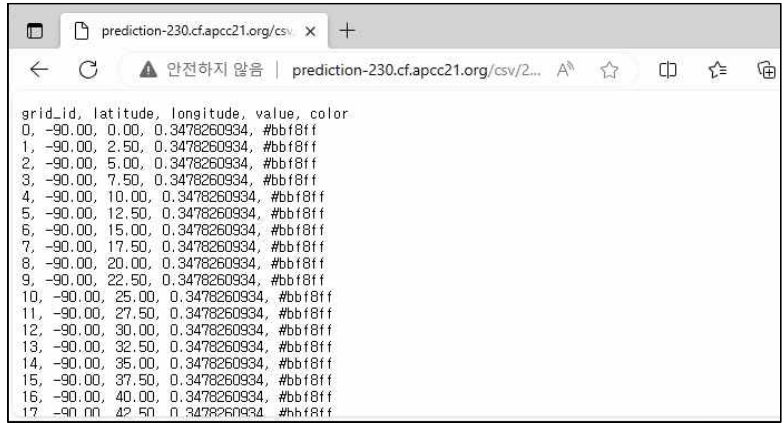 prediction-230.cf.apcc21.org/csv
안전하지 않음 | prediction-230.cf.apcc21.org/csv/2...
grid_id, latitude, longitude, value, color
0, -90.00, 0.00, 0.3478260934, #bbf8ff
1, -90.00, 2.50, 0.3478260934, #bbf8ff
2, -90.00, 5.00, 0.3478260934, #bbf8ff
3, -90.00, 7.50, 0.3478260934, #bbf8ff
4, -90.00, 10.00, 0.3478260934, #bbf8ff
5, -90.00, 12.50, 0.3478260934, #bbf8ff
6, -90.00, 15.00, 0.3478260934, #bbf8ff
7, -90.00, 17.50, 0.3478260934, #bbf8ff
8, -90.00, 20.00, 0.3478260934, #bbf8ff
9, -90.00, 22.50, 0.3478260934, #bbf8ff
10, -90.00, 25.00, 0.3478260934, #bbf8ff
11, -90.00, 27.50, 0.3478260934, #bbf8ff
12, -90.00, 30.00, 0.3478260934, #bbf8ff
13, -90.00, 32.50, 0.3478260934, #bbf8ff
14, -90.00, 35.00, 0.3478260934, #bbf8ff
15, -90.00, 37.50, 0.3478260934, #bbf8ff
16, -90.00, 40.00, 0.3478260934, #bbf8ff
17, -90.00, 42.50, 0.3478260934, #bbf8ff